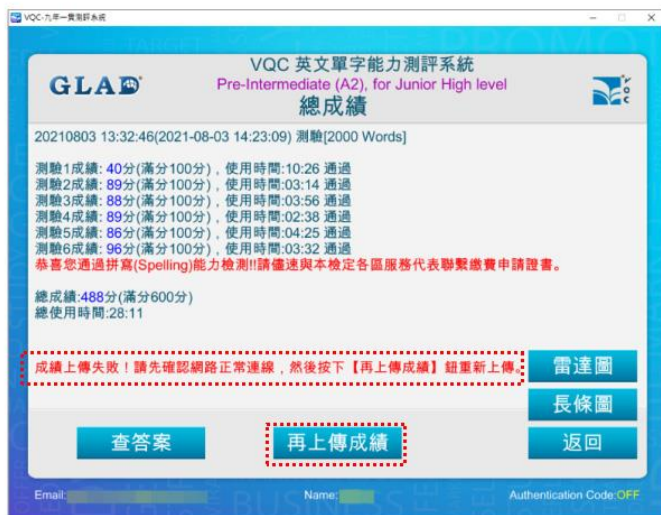 VQC-九年一貫測評系統
GLAD
VQC 英文單字能力測評系統
Pre-Intermediate (A2), for Junior High level
總成績
VQC
20210803 13:32:46(2021-08-03 14:23:09) 測驗[2000 Words]
測驗1成績: 40分(滿分100分)，使用時間:10:26 通過
測驗2成績: 89分(滿分100分)，使用時間:03:14 通過
測驗3成績: 88分(滿分100分)，使用時間:03:56 通過
測驗4成績: 89分(滿分100分)，使用時間:02:38 通過
測驗5成績: 86分(滿分100分)，使用時間:04:25 通過
測驗6成績: 96分(滿分100分)，使用時間:03:32 通過
恭喜您通過拼寫(Spelling)能力檢測!!請儘速與本檢定各區服務代表聯繫繳費申請證書。
總成績:488分(滿分600分)
總使用時間:28:11
成績上傳失敗！請先確認網路正常連線，然後按下【再上傳成績】鈕重新上傳。
雷達圖
長條圖
查答案
再上傳成績
返回
Email:
Name:
Authentication Code:OFF